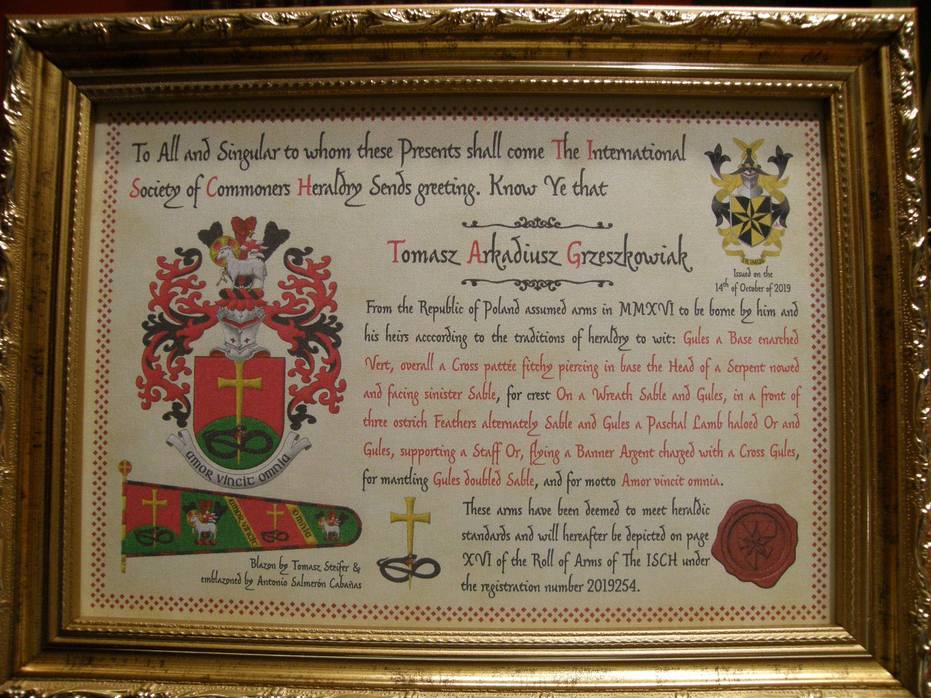 To All and Singular to whom these Presents shall come The International
Society of Commoners Heraldry Sends greeting. Know Ye that
Tomasz Arkadiusz Grzeszkowiak
Issued on the
14th of October of 2019
From the Republic of Poland assumed arms in MMXVI to be borne by him and
his heirs acccording to the traditions of heraldry to wit: Gules a Base enarched
Vert, overall a Cross pattée fitchy piercing in base the Head of a Serpent nowed
and facing sinister Sable, for crest On a Wreath Sable and Gules, in a front of
three ostrich Feathers alternately Sable and Gules a Paschal Lamb haloed Or and
Gules, supporting a Staff Or, flying a Banner Argent charged with a Cross Gules,
for mantling Gules doubled Sable, and for motto Amor vincit omnia.
AMOR VINCIT OMNIA
These arms have been deemed to meet heraldic
standards and will hereafter be depicted on page
XVI of the Roll of Arms of The ISCH under
the registration number 2019254.
Blazon by Tomasz Steifer &
emblazoned by Antonio Salmerón Cabañas